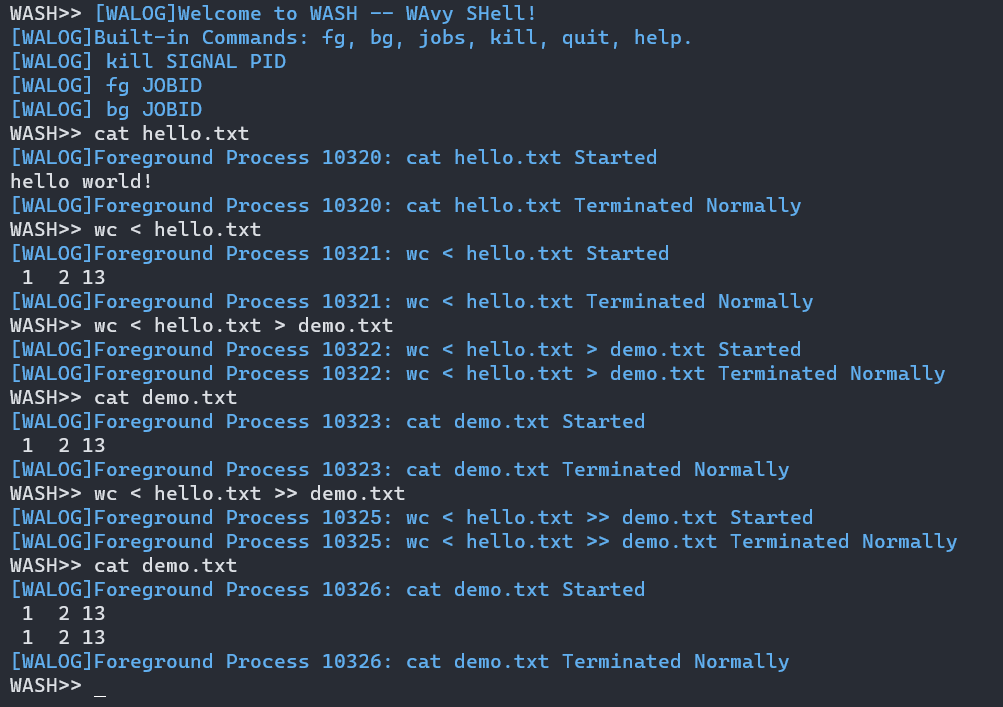 WASH>> [WALOG]Welcome to WASH -- WAvy SHell!
[WALOG]Built-in Commands: fg, bg, jobs, kill, quit, help.
[WALOG] kill SIGNAL PID
[WALOG] fg JOBID
[WALOG] bg JOBID
WASH>> cat hello.txt
[WALOG]Foreground Process 10320: cat hello.txt Started
hello world!
[WALOG]Foreground Process 10320: cat hello.txt Terminated Normally
WASH>> wc < hello.txt
[WALOG]Foreground Process 10321: wc < hello.txt Started
 1  2 13
[WALOG]Foreground Process 10321: wc < hello.txt Terminated Normally
WASH>> wc < hello.txt > demo.txt
[WALOG]Foreground Process 10322: wc < hello.txt > demo.txt Started
[WALOG]Foreground Process 10322: wc < hello.txt > demo.txt Terminated Normally
WASH>> cat demo.txt
[WALOG]Foreground Process 10323: cat demo.txt Started
 1  2 13
[WALOG]Foreground Process 10323: cat demo.txt Terminated Normally
WASH>> wc < hello.txt >> demo.txt
[WALOG]Foreground Process 10325: wc < hello.txt >> demo.txt Started
[WALOG]Foreground Process 10325: wc < hello.txt >> demo.txt Terminated Normally
WASH>> cat demo.txt
[WALOG]Foreground Process 10326: cat demo.txt Started
 1  2 13
 1  2 13
[WALOG]Foreground Process 10326: cat demo.txt Terminated Normally
WASH>> _